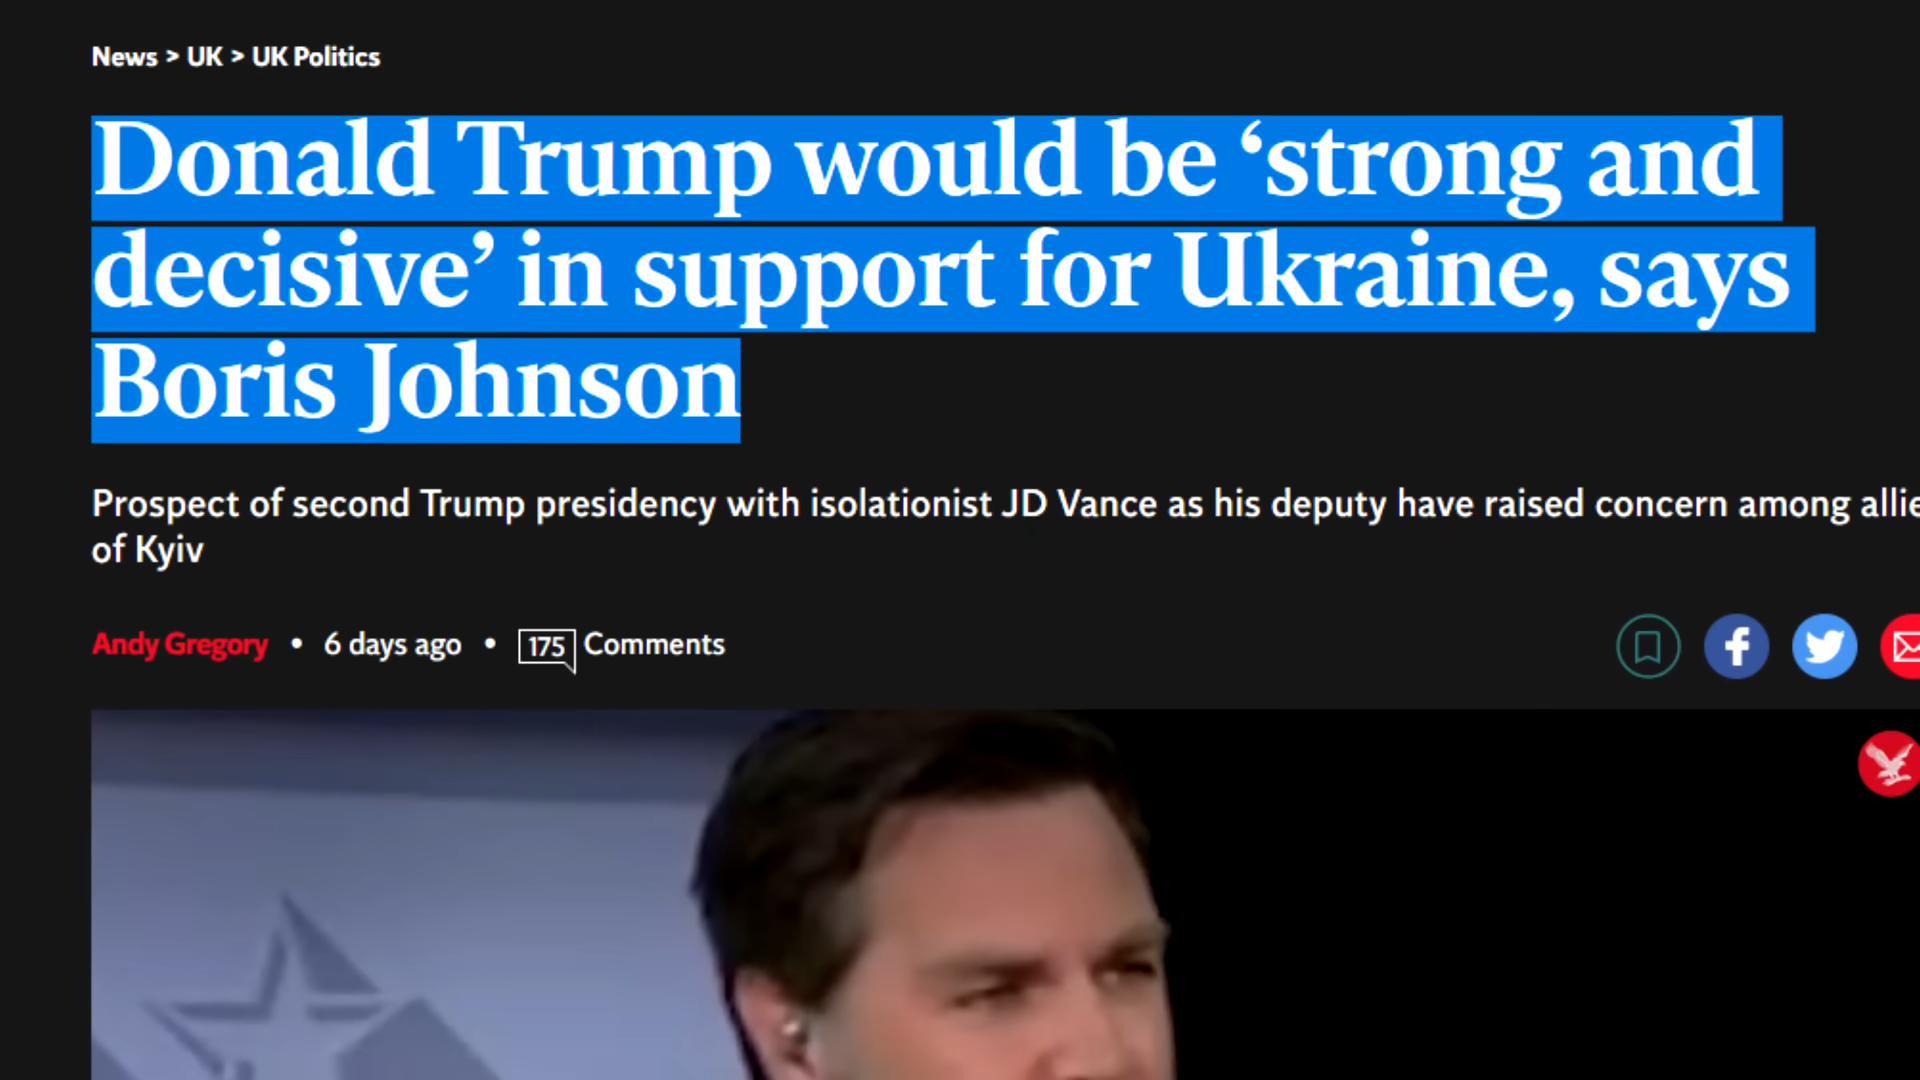 News > UK > UK Politics
Donald Trump would be ‘strong and
decisive’ in support for Ukraine, says
Boris Johnson
Prospect of second Trump presidency with isolationist JD Vance as his deputy have raised concern among allie
of Kyiv
Andy Gregory • 6 days ago • 175 Comments